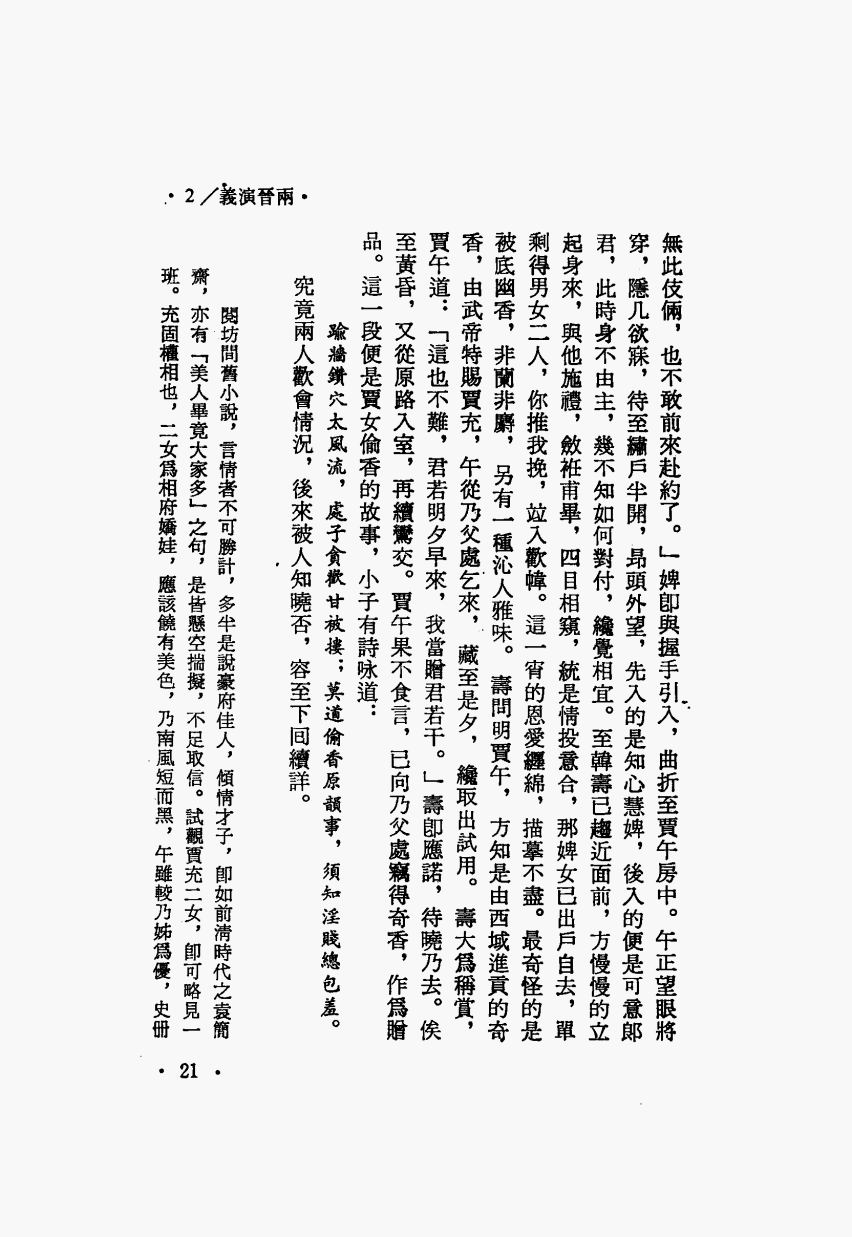 ・2／義演晉兩・
無此伎倆，也不敢前來赴約了。」婢卽與握手引入，曲折至賈午房中。午正望眼將
穿，隱几欲寐，待至繡戶半開，昂頭外望，先入的是知心慧婢，後入的便是可意郎
君，此時身不由主，幾不知如何對付，纔覺相宜。至韓壽已趨近面前，方慢慢的立
起身來，與他施禮，斂衽甫畢，四目相窺，統是情投意合，那婢女已出戶自去，單
剩得男女二人，你推我挽，竝入歡幃。這一宵的恩愛纏綿，描摹不盡。最奇怪的是
被底幽香，非蘭非麝，另有一種沁人雅味。壽問明賈午，方知是由西域進貢的奇
香，由武帝特賜賈充，午從乃父處乞來，藏至是夕，纔取出試用。壽大爲稱賞，
賈午道：「這也不難，君若明夕早來，我當贈君若干。」壽卽應諾，待曉乃去。俟
至黃昏，又從原路入室，再續鸞交。賈午果不食言，已向乃父處竊得奇香，作爲贈
品。這一段便是賈女偷香的故事，小子有詩咏道：
踰牆鑽穴太風流，處子貪歡甘被摟；莫道偷香原韻事，須知淫賤總包羞。
究竟兩人歡會情況，後來被人知曉否，容至下回續詳。
閱坊間舊小說，言情者不可勝計，多半是說豪府佳人，傾情才子，卽如前淸時代之袁簡
齋，亦有「美人畢竟大家多」之句，是皆懸空揣擬，不足取信。試觀賈充二女，卽可略見一
班。充固權相也，二女爲相府嬌娃，應該饒有美色，乃南風短而黑，午雖較乃姊爲優，史册
・21・